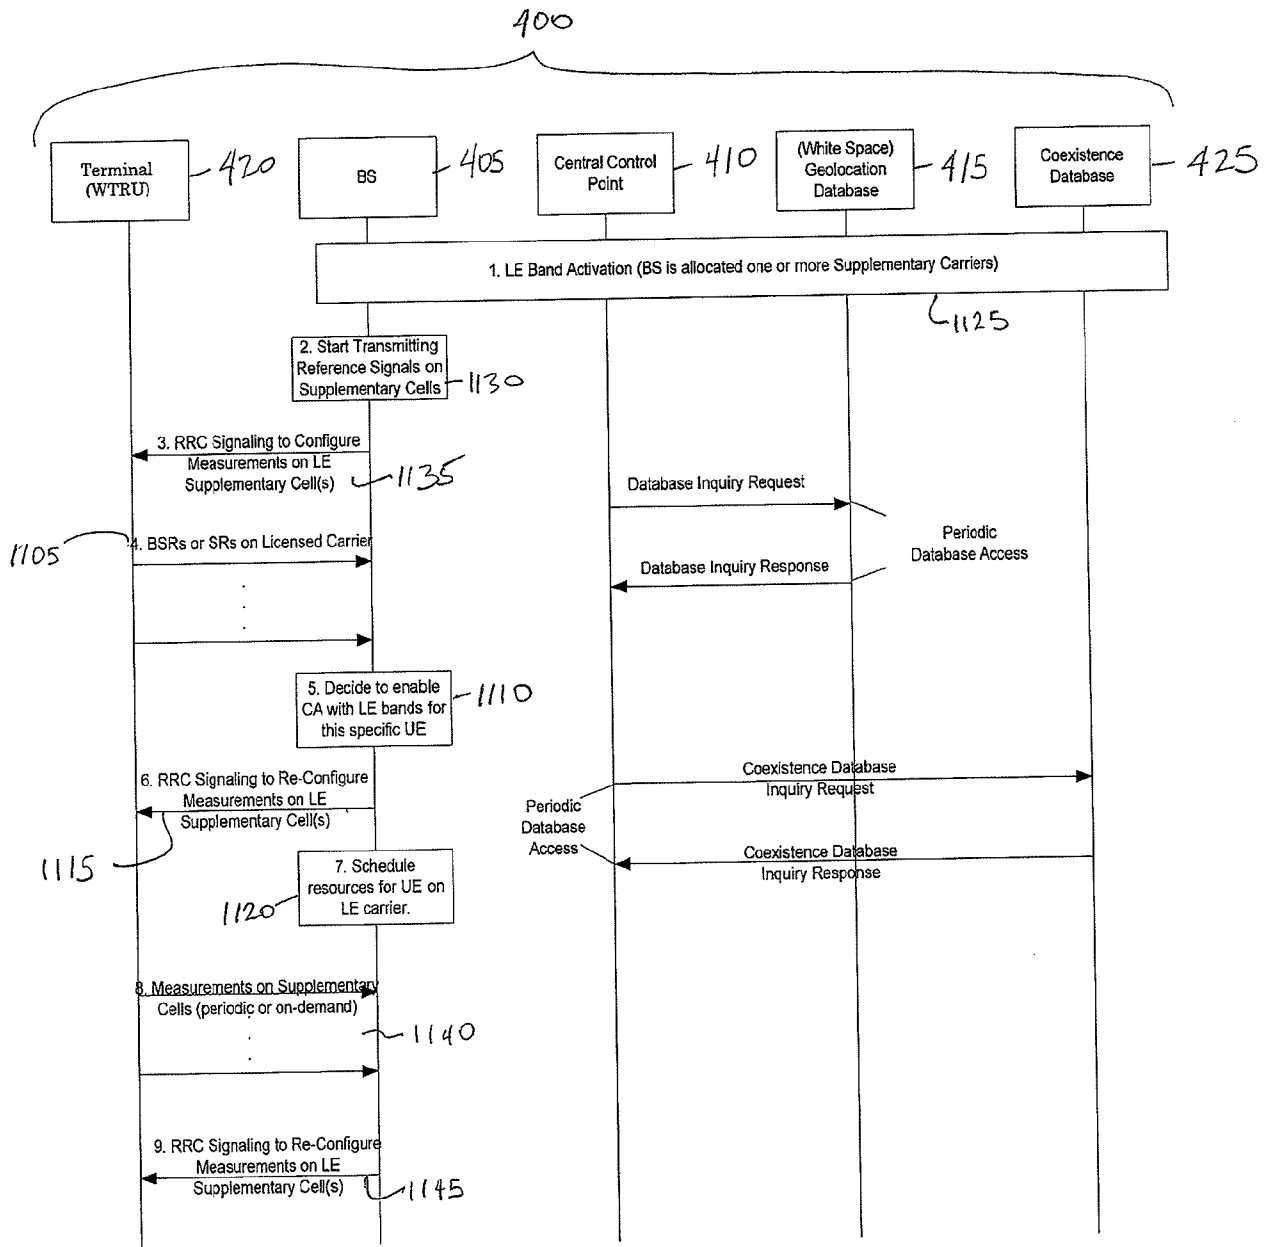 400
Terminal
(WTRU)
420
BS
405
Central Control
Point
410
(White Space)
Geolocation
Database
415
Coexistence
Database
425
1. LE Band Activation (BS is allocated one or more Supplementary Carriers)
1125
2. Start Transmitting
Reference Signals on
Supplementary Cells
1130
3. RRC Signaling to Configure
Measurements on LE
Supplementary Cell(s)
1135
Database Inquiry Request
1105
4. BSRs or SRs on Licensed Carrier
Periodic
Database Access
Database Inquiry Response
5. Decide to enable
CA with LE bands for
this specific UE
1110
6. RRC Signaling to Re-Configure
Measurements on LE
Supplementary Cell(s)
1115
Coexistence Database
Inquiry Request
Periodic
Database
Access
Coexistence Database
Inquiry Response
7. Schedule
resources for UE on
LE carrier.
1120
8. Measurements on Supplementary
Cells (periodic or on-demand)
1140
9. RRC Signaling to Re-Configure
Measurements on LE
Supplementary Cell(s)
1145